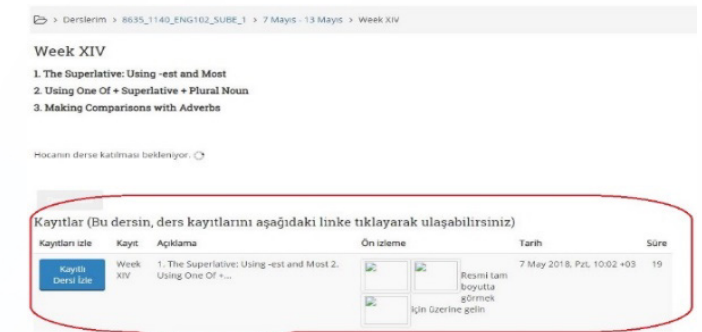 Derslerim > 8635_1140_ENG102_SUBE_1 > 7 Mayıs - 13 Mayıs > Week XIV
Week XIV
1. The Superlative: Using -est and Most
2. Using One Of + Superlative + Plural Noun
3. Making Comparisons with Adverbs
Hocanın derse katılması bekleniyor.
Kayıtlar (Bu dersin, ders kayıtlarını aşağıdaki linke tıklayarak ulaşabilirsiniz)
Kayıtları izle Kayıt Açıklama Ön izleme Tarih Süre
Kayıtlı Week 1. The Superlative: Using -est and Most 2. 7 May 2018, Pzt, 10:02 +03 19
Dersi İzle XIV Using One Of +... Resmi tam
boyutta
görmek
için üzerine gelin